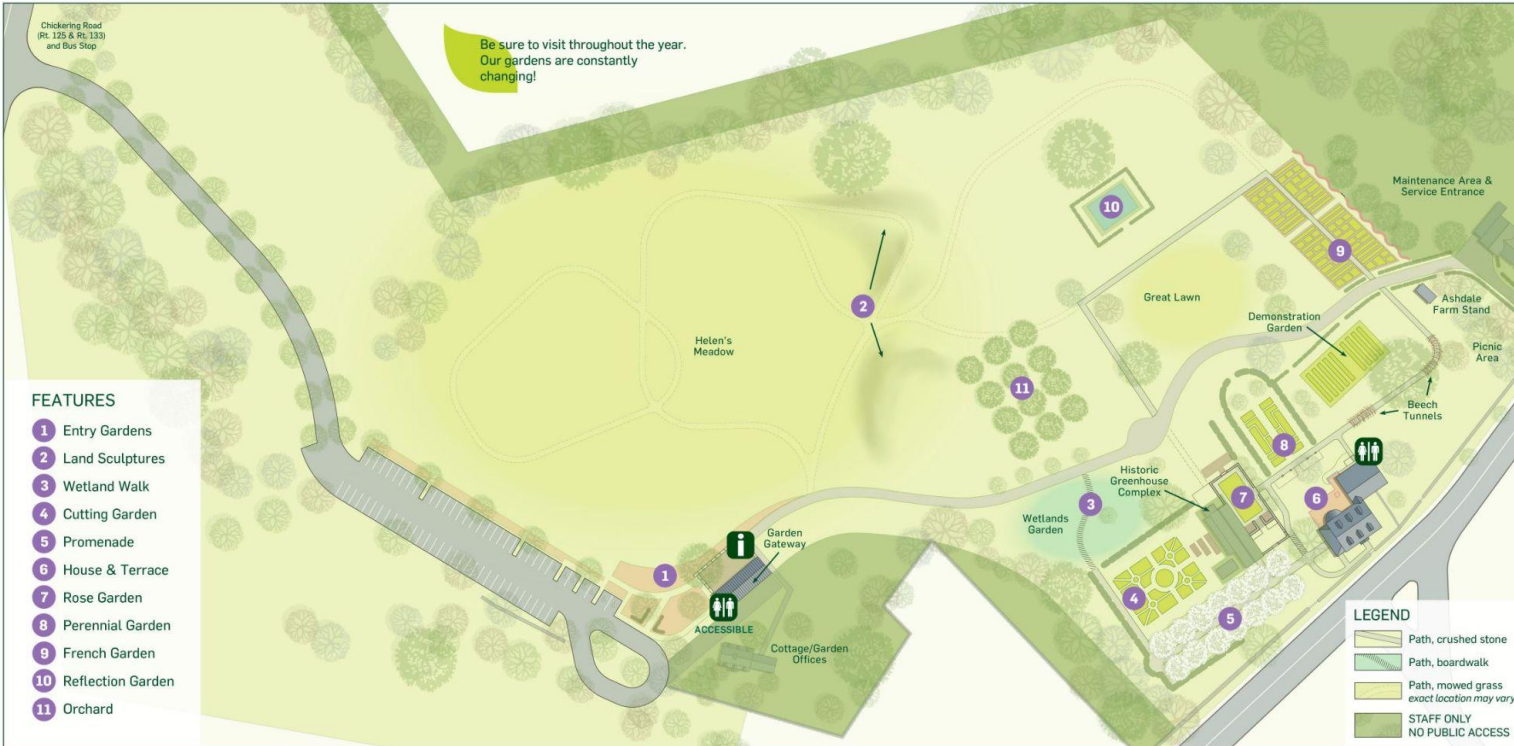 Chickering Road
(Rt. 125 & Rt. 133)
and Bus Stop
Be sure to visit throughout the year.
Our gardens are constantly
changing!
Maintenance Area &
Service Entrance
10
9
2
Great Lawn
Ashdale
Farm Stand
Demonstration
Garden
Picnic
Area
Helen's
Meadow
11
Beech
Tunnels
8
Historic
Greenhouse
Complex
7
6
3
Wetlands
Garden
Garden
Gateway
i
1
ACCESSIBLE
4
5
Cottage/Garden
Offices
FEATURES
1 Entry Gardens
2 Land Sculptures
3 Wetland Walk
4 Cutting Garden
5 Promenade
6 House & Terrace
7 Rose Garden
8 Perennial Garden
9 French Garden
10 Reflection Garden
11 Orchard
LEGEND
Path, crushed stone
Path, boardwalk
Path, mowed grass
exact location may vary
STAFF ONLY
NO PUBLIC ACCESS